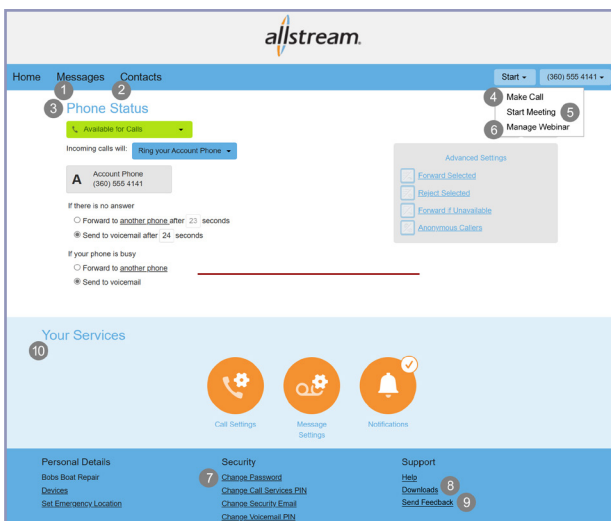 allstream.
Home Messages Contacts Start (360) 555 4141
1 2
3 Phone Status
4 Make Call
Start Meeting 5
6 Manage Webinar
Available for Calls
Incoming calls will: Ring your Account Phone
A Account Phone
(360) 555 4141
If there is no answer
Forward to another phone after 23 seconds
Send to voicemail after 24 seconds
If your phone is busy
Forward to another phone
Send to voicemail
Advanced Settings
Forward Selected
Reject Selected
Forward if Unavailable
Anonymous Callers
Your Services
10
Call Settings
Message
Settings
Notifications
Personal Details
Bobs Boat Repair
Devices
Set Emergency Location
Security
7 Change Password
Change Call Services PIN
Change Security Email
Change Voicemail PIN
Support
Help
Downloads 8
Send Feedback 9